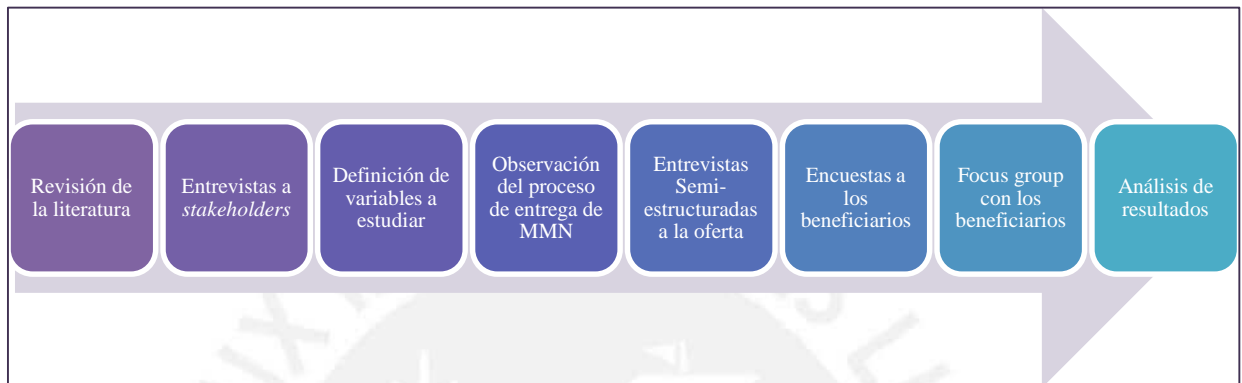 Revisión de
la literatura
Entrevistas a
stakeholders
Definición de
variables a
estudiar
Observación
del proceso
de entrega de
MMN
Entrevistas
Semi-
estructuradas
a la oferta
Encuestas a
los
beneficiarios
Focus group
con los
beneficiarios
Análisis de
resultados